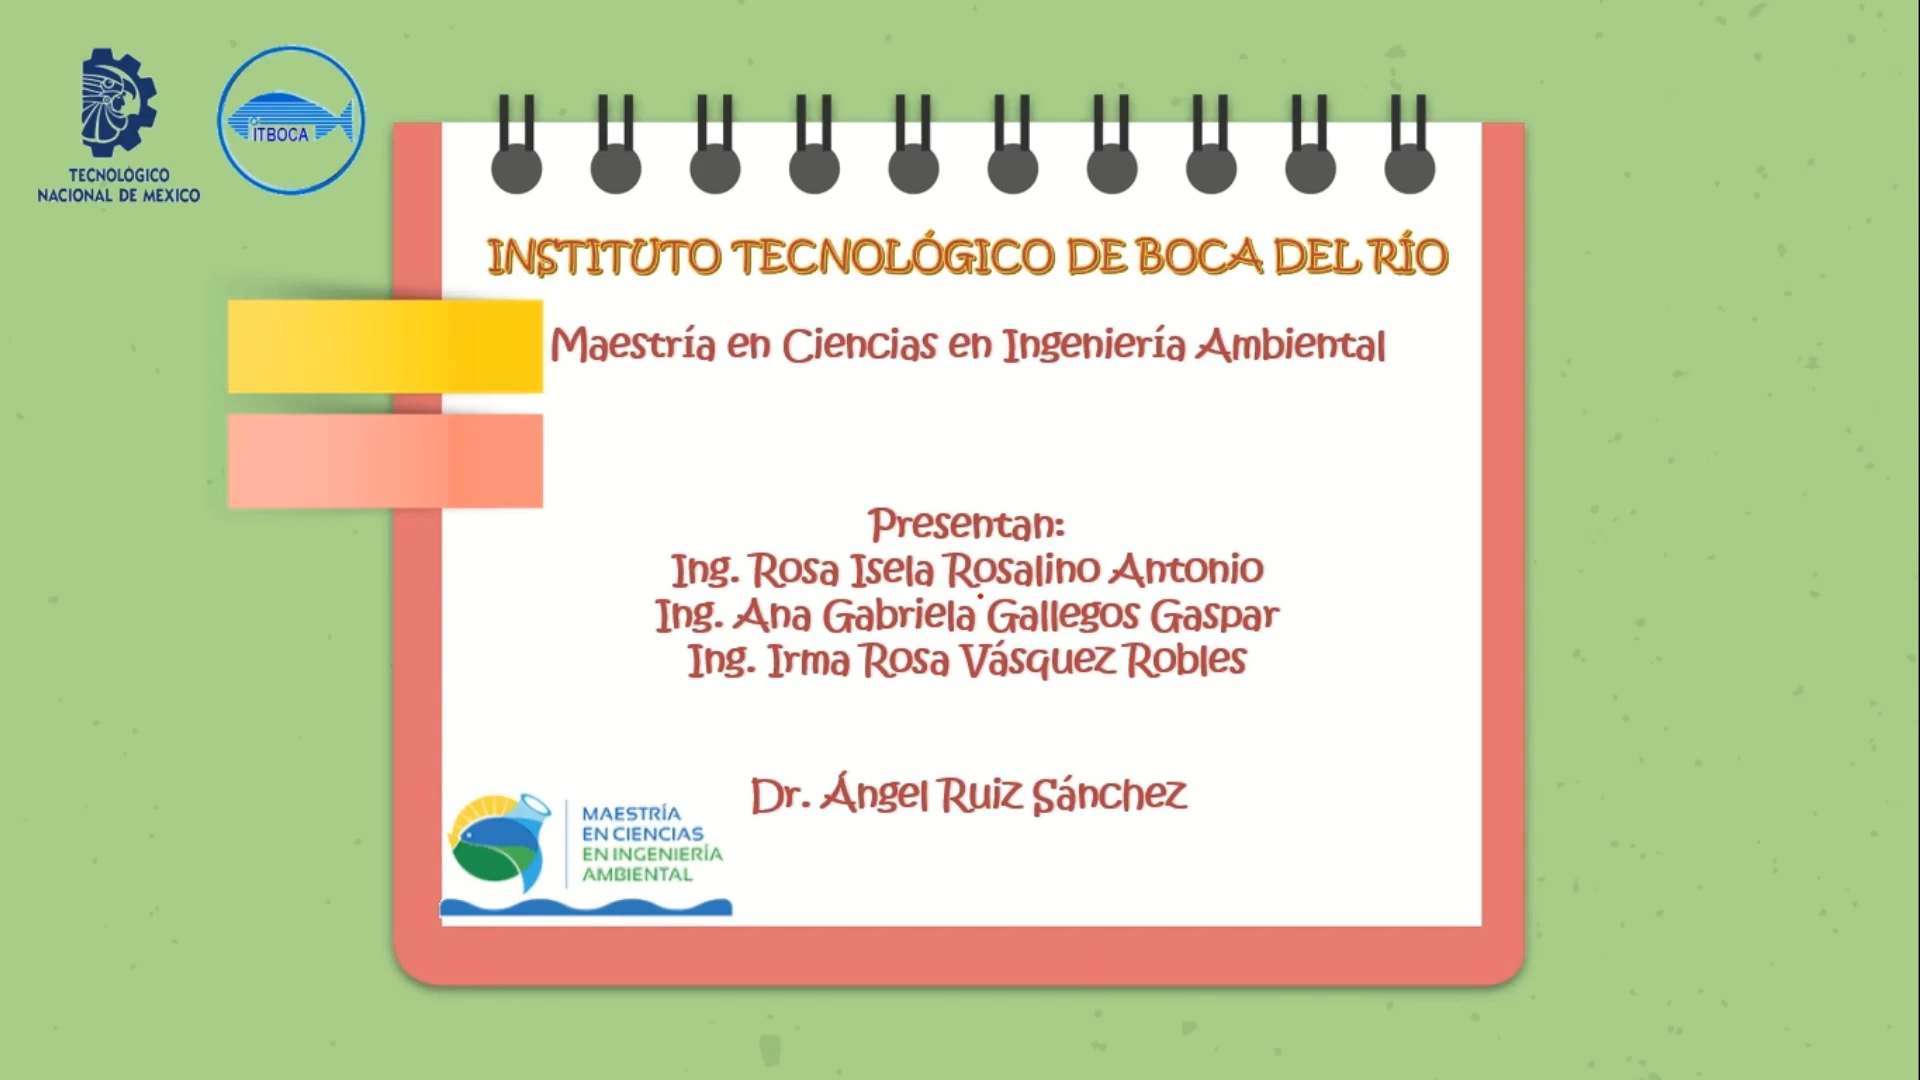 TECNOLÓGICO
NACIONAL DE MEXICO
ITBOCA
INSTITUTO TECNOLÓGICO DE BOCA DEL RÍO
Maestría en Ciencias en Ingeniería Ambiental
Presentan:
Ing. Rosa Isela Rosalino Antonio
Ing. Ana Gabriela Gallegos Gaspar
Ing. Irma Rosa Vásquez Robles
Dr. Ángel Ruiz Sánchez
MAESTRÍA
EN CIENCIAS
EN INGENIERÍA
AMBIENTAL